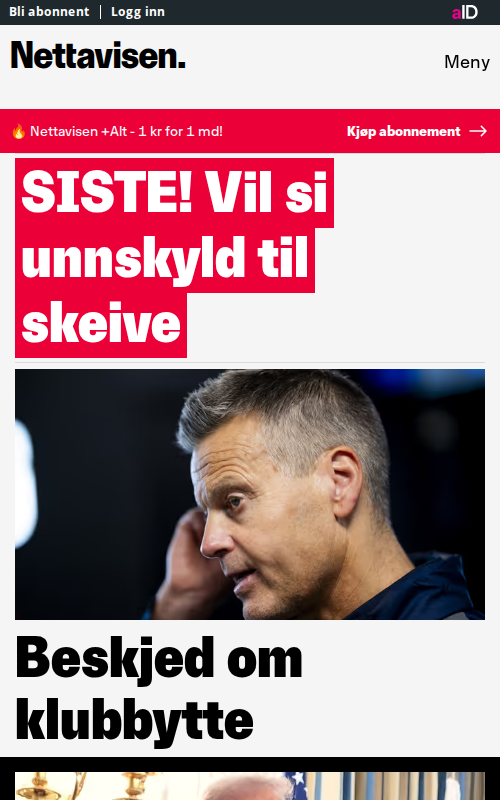 Bli abonnent | Logg inn
aID
Nettavisen.
Meny
🔥 Nettavisen +Alt - 1 kr for 1 md!
Kjøp abonnement →
SISTE! Vil si
unnskyld til
skeive
Beskjed om
klubbytte